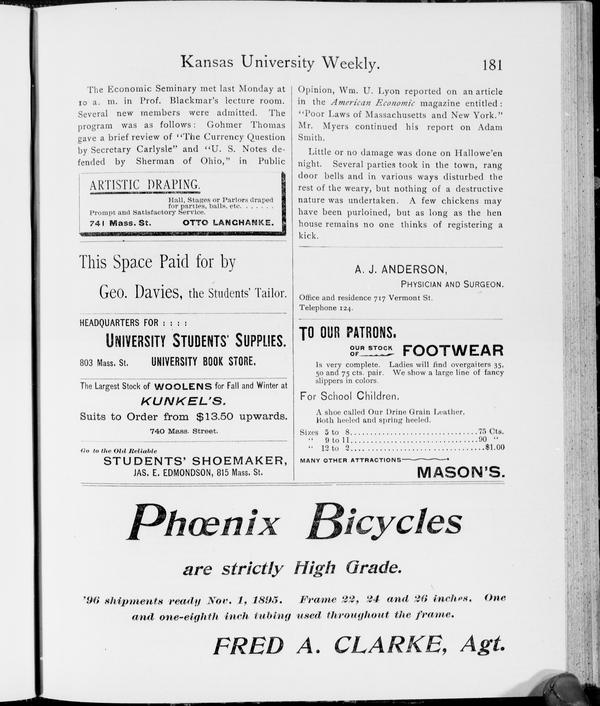 Kansas University Weekly.
181
The Economic Seminary met last Monday at
10 a. m. in Prof. Blackmar's lecture room.
Several new members were admitted. The
program was as follows: Gohmer Thomas
gave a brief review of "The Currency Question
by Secretary Carlysle" and "U. S. Notes de-
fended by Sherman of Ohio," in Public
ARTISTIC DRAPING.
Hall, Stages or Parlors draped
for parties, balls, etc. . . . . . .
Prompt and Satisfactory Service.
741 Mass. St. OTTO LANCHANKE.
This Space Paid for by
Geo. Davies, the Students' Tailor.
HEADQUARTERS FOR : : : :
UNIVERSITY STUDENTS' SUPPLIES.
803 Mass. St. UNIVERSITY BOOK STORE.
The Largest Stock of WOOLENS for Fall and Winter at
KUNKEL'S.
Suits to Order from $13.50 upwards.
740 Mass. Street.
Go to the Old Reliable
STUDENTS' SHOEMAKER,
JAS. E. EDMONDSON, 815 Mass. St.
Opinion, Wm. U. Lyon reported on an article
in the American Economic magazine entitled:
"Poor Laws of Massachusetts and New York."
Mr. Myers continued his report on Adam
Smith.
Little or no damage was done on Hallowe'en
night. Several parties took in the town, rang
door bells and in various ways disturbed the
rest of the weary, but nothing of a destructive
nature was undertaken. A few chickens may
have been purloined, but as long as the hen
house remains no one thinks of registering a
kick.
A. J. ANDERSON,
PHYSICIAN AND SURGEON.
Office and residence 717 Vermont St.
Telephone 124.
TO OUR PATRONS.
OUR STOCK
OF FOOTWEAR
Is very complete. Ladies will find overgaiters 35,
50 and 75 cts. pair. We show a large line of fancy
slippers in colors.
For School Children.
A shoe called Our Drine Grain Leather,
Both heeled and spring heeled.
Sizes 5 to 8................................75 Cts.
" 9 to 11................................90 "
" 12 to 2................................$1.00
MANY OTHER ATTRACTIONS
MASON'S.
Phœnix Bicycles
are strictly High Grade.
'96 shipments ready Nov. 1, 1895. Frame 22, 24 and 26 inches. One
and one-eighth inch tubing used throughout the frame.
FRED A. CLARKE, Agt.